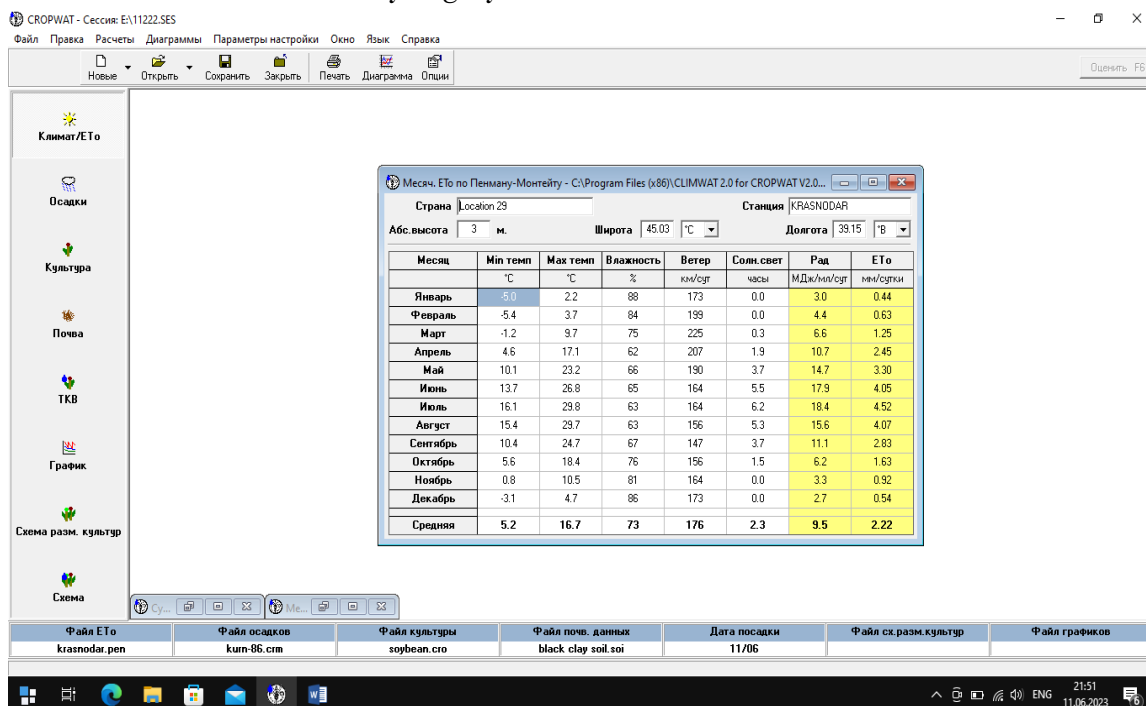 CROPWAT - Сессия: E:\11222.SES
Файл Правка Расчеты Диаграммы Параметры настройки Окно Язык Справка
Новые Открыть Сохранить Закрыть Печать Диаграмма Опции
Оценить F6
Климат/ETo
Осадки
Культура
Почва
ТКВ
График
Схема разм. культур
Схема
Месяч. ETo по Пенману-Монтейту - C:\Program Files (x86)\CLIMWAT 2.0 for CROPWAT V2.0...
Страна Location 29 Станция KRASNODAR
Абс.высота 3 м. Широта 45.03 °С Долгота 39.15 °В
Месяц Min темп Max темп Влажность Ветер Солн.свет Рад ETo
°C °C % км/сут часы МДж/мл/сут мм/сутки
Январь -5.0 2.2 88 173 0.0 3.0 0.44
Февраль -5.4 3.7 84 199 0.0 4.4 0.63
Март -1.2 9.7 75 225 0.3 6.6 1.25
Апрель 4.6 17.1 62 207 1.9 10.7 2.45
Май 10.1 23.2 66 190 3.7 14.7 3.30
Июнь 13.7 26.8 65 164 5.5 17.9 4.05
Июль 16.1 29.8 63 164 6.2 18.4 4.52
Август 15.4 29.7 63 156 5.3 15.6 4.07
Сентябрь 10.4 24.7 67 147 3.7 11.1 2.83
Октябрь 5.6 18.4 76 156 1.5 6.2 1.63
Ноябрь 0.8 10.5 81 164 0.0 3.3 0.92
Декабрь -3.1 4.7 86 173 0.0 2.7 0.54
Средняя 5.2 16.7 73 176 2.3 9.5 2.22
Су... Ме...
Файл ETo Файл осадков Файл культуры Файл почв. данных Дата посадки Файл сх.разм.культур Файл графиков
krasnodar.pen kurn-86.crm soybean.cro black clay soil.soi 11/06
ENG 21:51
11.06.2023 6